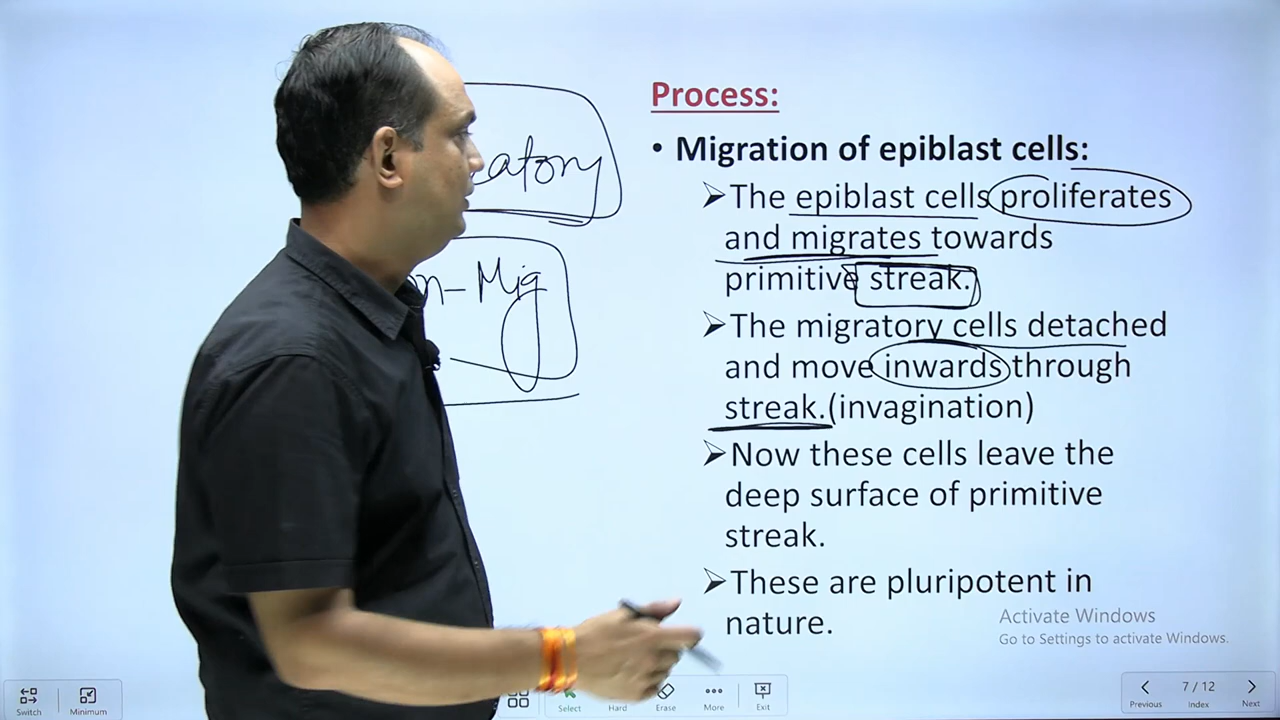 Process:
• Migration of epiblast cells:
➢The epiblast cells proliferates
and migrates towards
primitive streak.
➢The migratory cells detached
and move inwards through
streak.(invagination)
➢Now these cells leave the
deep surface of primitive
streak.
➢These are pluripotent in
nature.
atory
n-Mig
Activate Windows
Go to Settings to activate Windows.
Switch
Minimum
Select
Hard
Erase
More
Exit
Previous
7 / 12
Index
Next